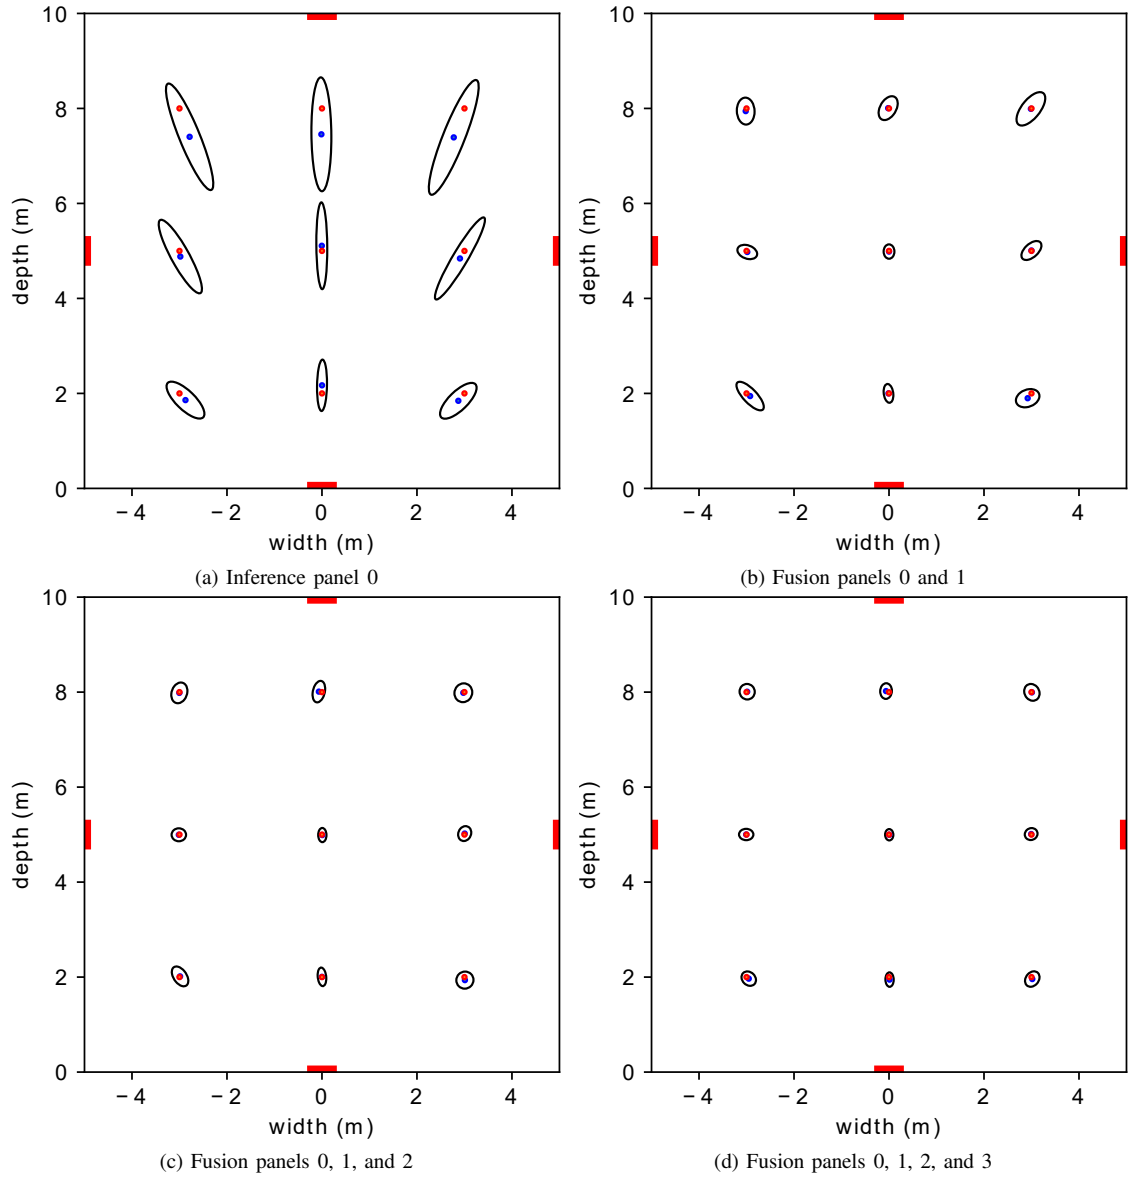 10
8
6
4
2
0
depth (m)
−4 −2 0 2 4
width (m)
(a) Inference panel 0
10
8
6
4
2
0
depth (m)
−4 −2 0 2 4
width (m)
(b) Fusion panels 0 and 1
10
8
6
4
2
0
depth (m)
−4 −2 0 2 4
width (m)
(c) Fusion panels 0, 1, and 2
10
8
6
4
2
0
depth (m)
−4 −2 0 2 4
width (m)
(d) Fusion panels 0, 1, 2, and 3